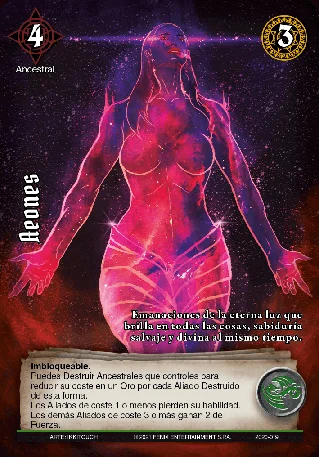 4
3
Ancestral
Aeones
Emanaciones de la eterna luz que
brilla en todas las cosas, sabiduría
salvaje y divina al mismo tiempo.
Imbloqueable.
Puedes Destruir Ancestrales que controles para
reducir su coste en un Oro por cada Aliado Destruido
de esta forma.
Los Aliados de coste 1 o menos pierden su habilidad.
Los demás Aliados de coste 3 o más ganan 2 de
Fuerza.
ENTERTAINMENT S.P.A.